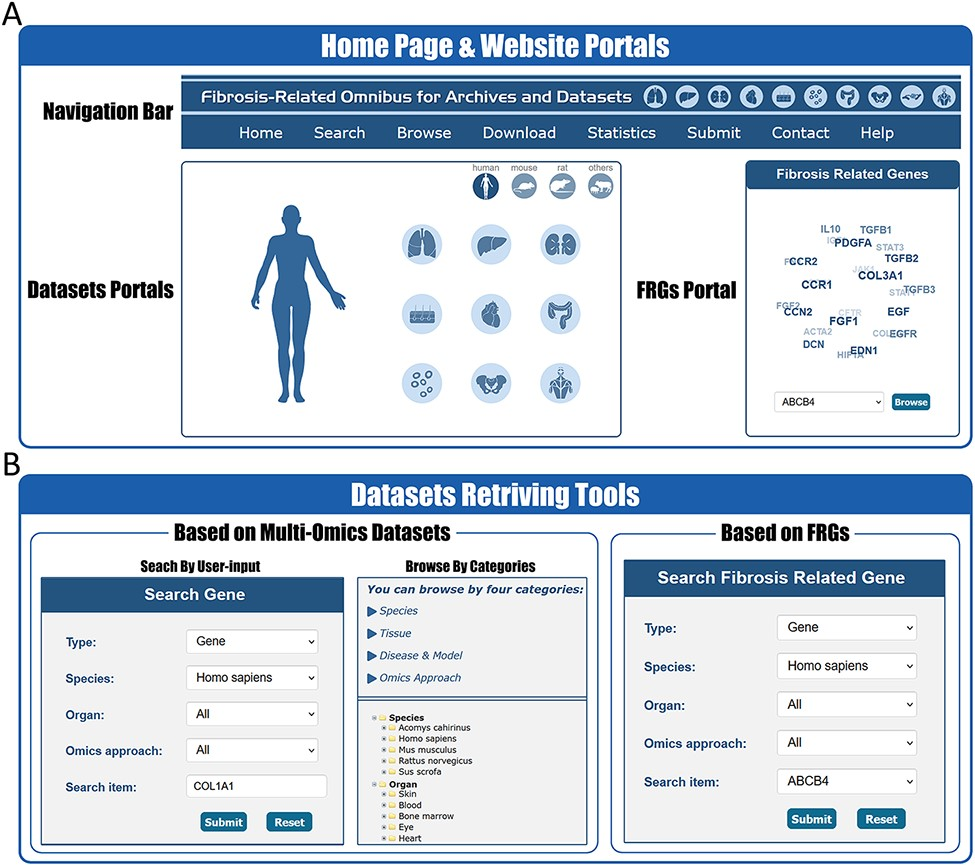 A
Home Page & Website Portals
Navigation Bar
Fibrosis-Related Omnibus for Archives and Datasets
Home Search Browse Download Statistics Submit Contact Help
Datasets Portals
human mouse rat others
FRGs Portal
Fibrosis Related Genes
IL10 TGFB1
PDGFA STAT3
CCR2 TGFB2
COL3A1
CCR1 TGFB3
FGF2
CCN2 CFTR EGF
FGF1
ACTA2 EGFR
DCN EDN1
HIF1A
ABCB4 Browse
B
Datasets Retriving Tools
Based on Multi-Omics Datasets
Seach By User-input
Search Gene
Type: Gene
Species: Homo sapiens
Organ: All
Omics approach: All
Search item: COL1A1
Submit Reset
Browse By Categories
You can browse by four categories:
Species
Tissue
Disease & Model
Omics Approach
Species
Acomys cahirinus
Homo sapiens
Mus musculus
Rattus norvegicus
Sus scrofa
Organ
Skin
Blood
Bone marrow
Eye
Heart
Based on FRGs
Search Fibrosis Related Gene
Type: Gene
Species: Homo sapiens
Organ: All
Omics approach: All
Search item: ABCB4
Submit Reset